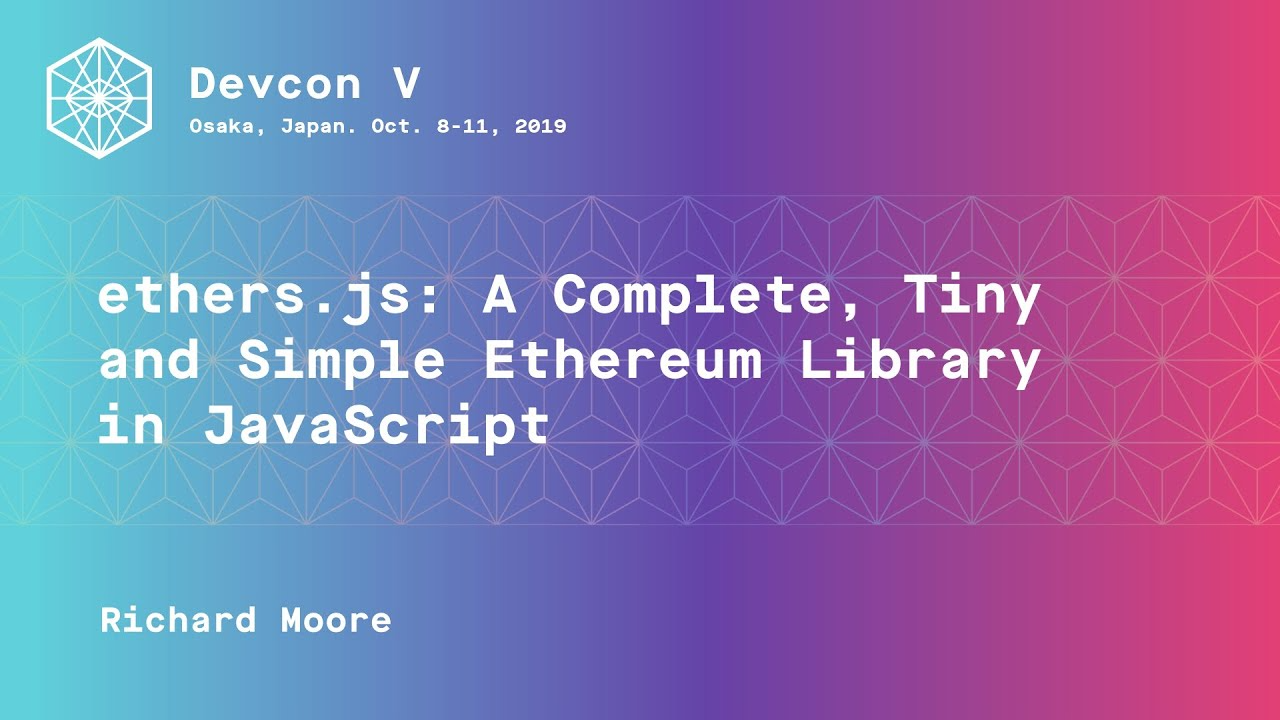 Devcon V
Osaka, Japan. Oct. 8-11, 2019
ethers.js: A Complete, Tiny
and Simple Ethereum Library
in JavaScript
Richard Moore